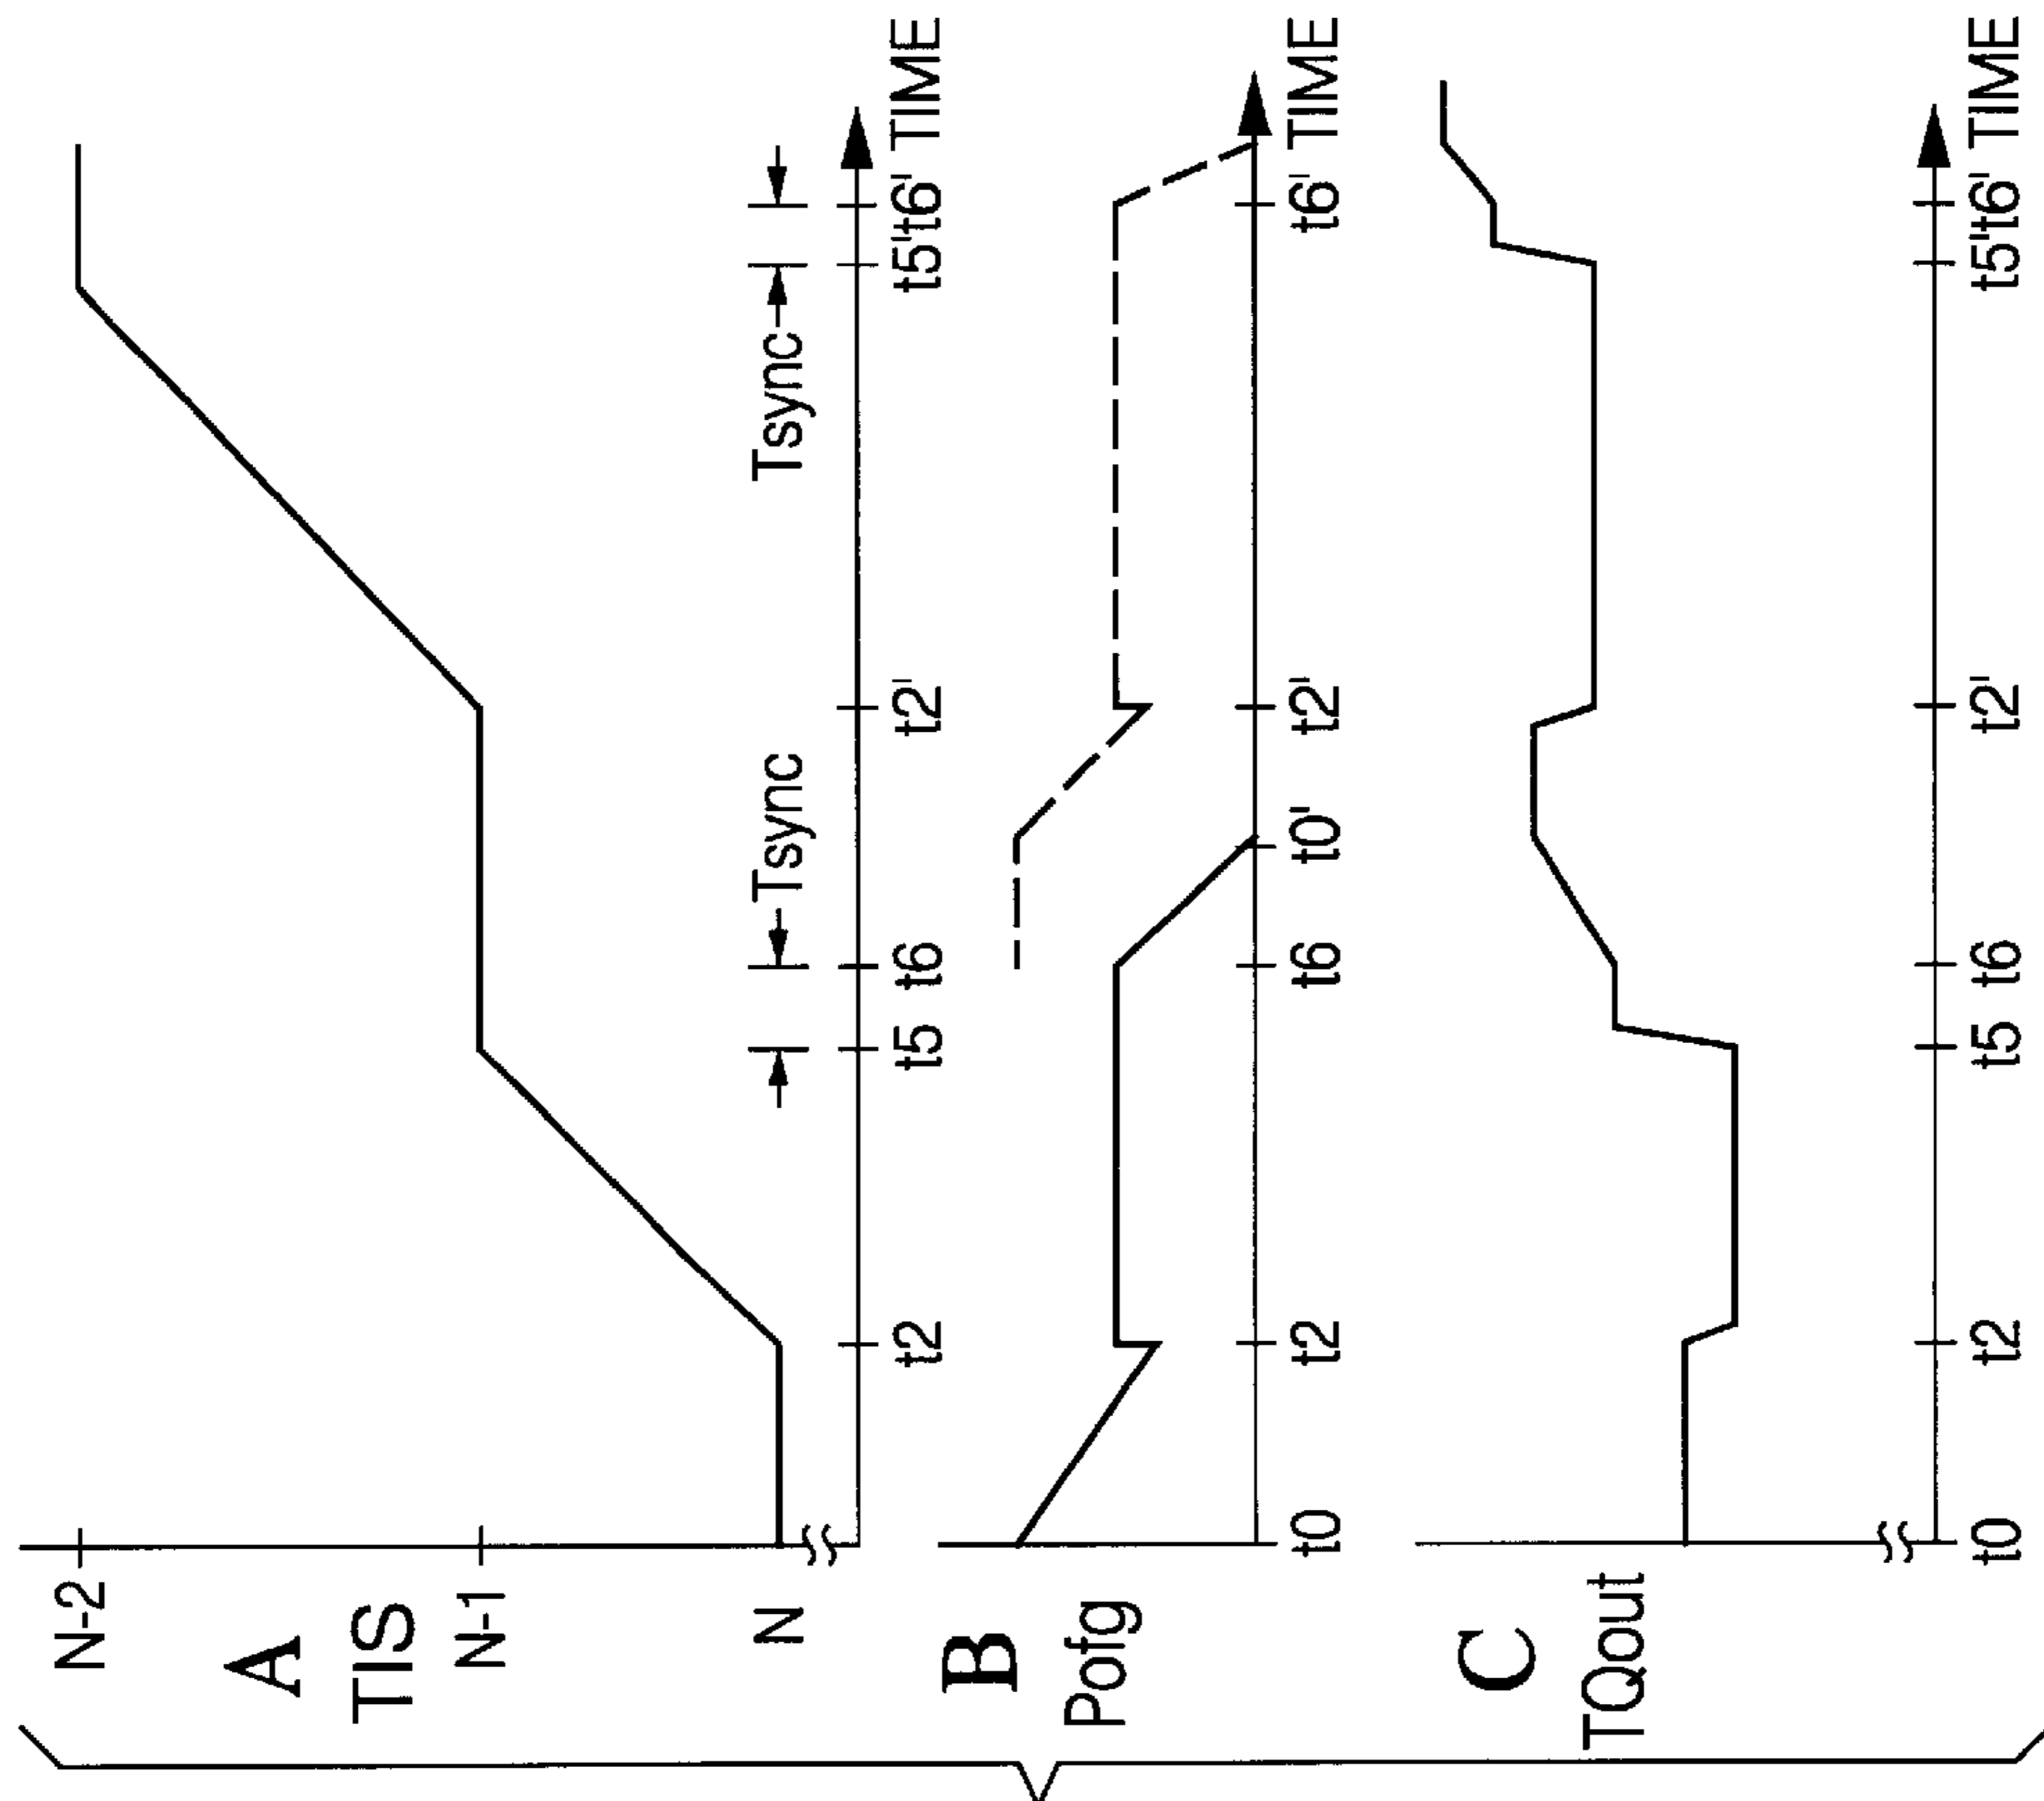 N-2
A
TIS
N-1
N
Tsync
Tsync
t2
t5
t6
t2'
t5'
t6'
TIME
B
Pofg
t0
t2
t6
t0'
t2'
t6'
TIME
C
TQout
t0
t2
t5
t6
t2'
t5'
t6'
TIME